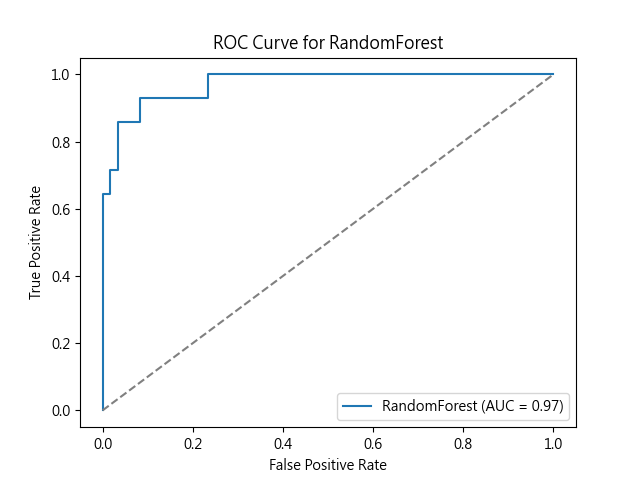 ROC Curve for RandomForest
True Positive Rate
1.0
0.8
0.6
0.4
0.2
0.0
RandomForest (AUC = 0.97)
0.0 0.2 0.4 0.6 0.8 1.0
False Positive Rate